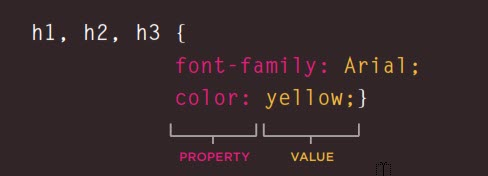 h1, h2, h3 {
font-family: Arial;
color: yellow;}
PROPERTY VALUE